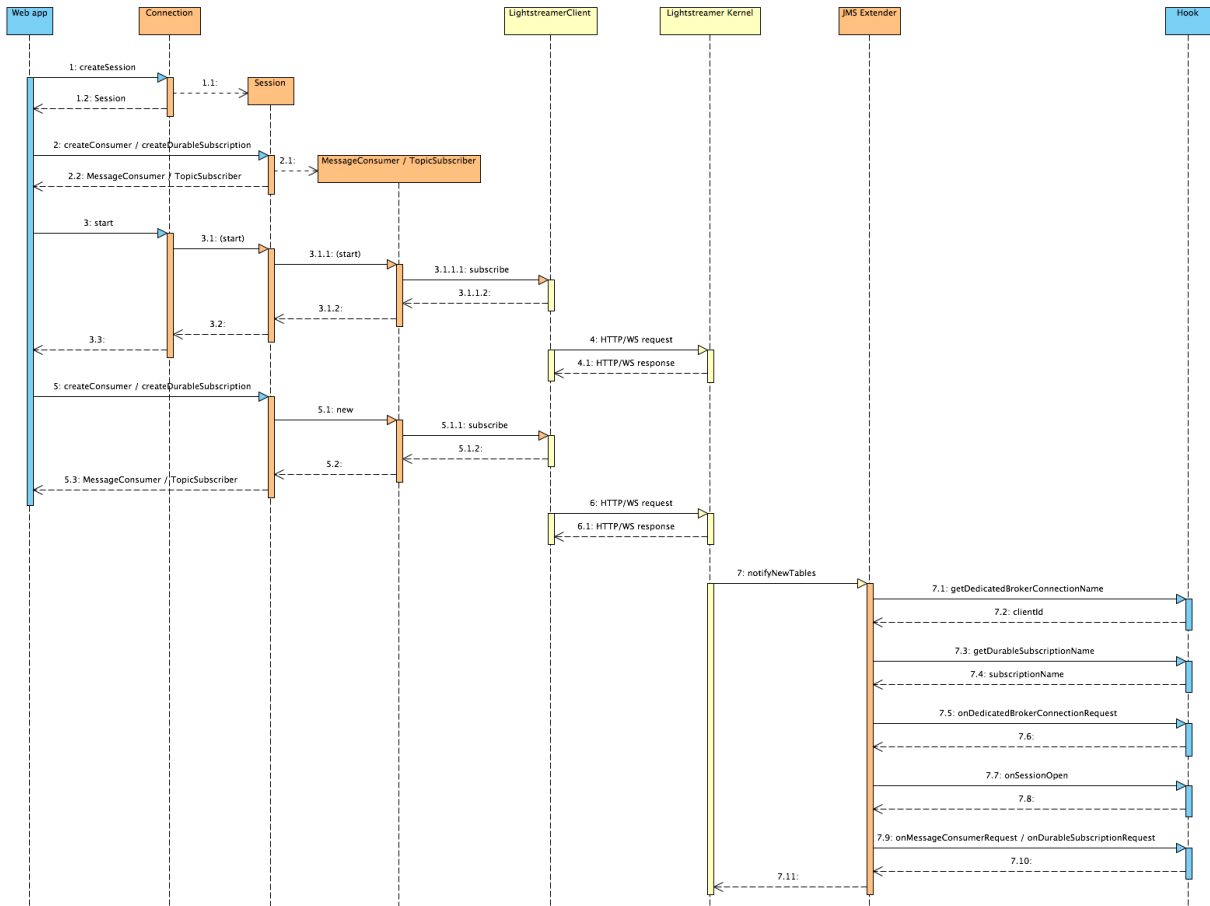 Web app
Connection
LightstreamerClient
Lightstreamer Kernel
JMS Extender
Hook
1: createSession
1.1:
Session
1.2: Session
2: createConsumer / createDurableSubscription
2.1:
MessageConsumer / TopicSubscriber
2.2: MessageConsumer / TopicSubscriber
3: start
3.1: (start)
3.1.1: (start)
3.1.1.1: subscribe
3.1.1.2:
3.1.2:
3.2:
3.3:
4: HTTP/WS request
4.1: HTTP/WS response
5: createConsumer / createDurableSubscription
5.1: new
5.1.1: subscribe
5.1.2:
5.2:
5.3: MessageConsumer / TopicSubscriber
6: HTTP/WS request
6.1: HTTP/WS response
7: notifyNewTables
7.1: getDedicatedBrokerConnectionName
7.2: clientId
7.3: getDurableSubscriptionName
7.4: subscriptionName
7.5: onDedicatedBrokerConnectionRequest
7.6:
7.7: onSessionOpen
7.8:
7.9: onMessageConsumerRequest / onDurableSubscriptionRequest
7.10:
7.11: